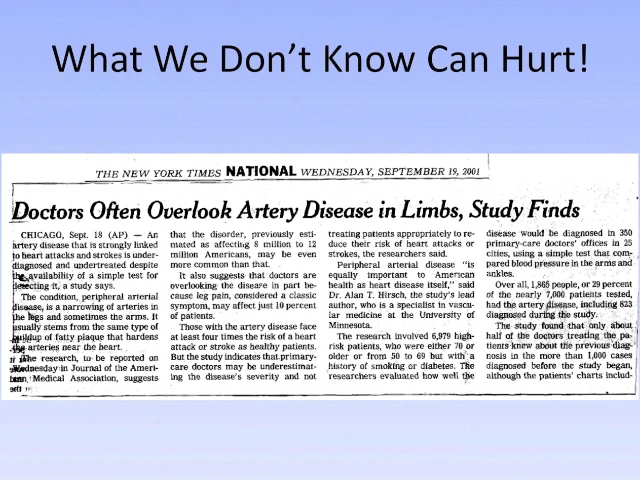 What We Don't Know Can Hurt!
THE NEW YORK TIMES NATIONAL WEDNESDAY, SEPTEMBER 19, 2001
Doctors Often Overlook Artery Disease in Limbs, Study Finds
CHICAGO, Sept. 18 (AP) — An
artery disease that is strongly linked
to heart attacks and strokes is under-
diagnosed and undertreated despite
the availability of a simple test for
detecting it, a study says.
The condition, peripheral arterial
disease, is a narrowing of arteries in
the legs and sometimes the arms. It
usually stems from the same type of
buildup of fatty plaque that hardens
the arteries near the heart.
The research, to be reported on
Wednesday in Journal of the Ameri-
Medical Association, suggests
that the disorder, previously esti-
mated as affecting 8 million to 12
million Americans, may be even
more common than that.
It also suggests that doctors are
overlooking the disease in part be-
cause leg pain, considered a classic
symptom, may affect just 10 percent
of patients.
Those with the artery disease face
at least four times the risk of a heart
attack or stroke as healthy patients.
But the study indicates that primary-
care doctors may be underestimat-
ing the disease's severity and not
treating patients appropriately to re-
duce their risk of heart attacks or
strokes, the researchers said.
Peripheral arterial disease "is
equally important to American
health as heart disease itself," said
Dr. Alan T. Hirsch, the study's lead
author, who is a specialist in vascu-
lar medicine at the University of
Minnesota.
The research involved 6,979 high-
risk patients, who were either 70 or
older or from 50 to 69 but with a
history of smoking or diabetes. The
researchers evaluated how well the
disease would be diagnosed in 350
primary-care doctors' offices in 25
cities, using a simple test that com-
pared blood pressure in the arms and
ankles.
Over all, 1,865 people, or 29 percent
of the nearly 7,000 patients tested,
had the artery disease, including 823
diagnosed during the study.
The study found that only about
half of the doctors treating the pa-
tients knew about the previous diag-
nosis in the more than 1,000 cases
diagnosed before the study began,
although the patients' charts includ-